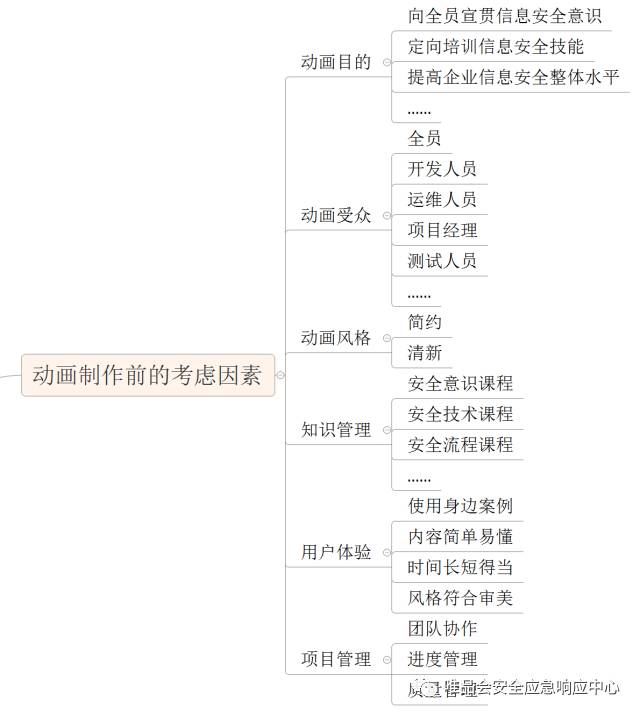 动画制作前的考虑因素
动画目的
向全员宣贯信息安全意识
定向培训信息安全技能
提高企业信息安全整体水平
......
动画受众
全员
开发人员
运维人员
项目经理
测试人员
......
动画风格
简约
清新
知识管理
安全意识课程
安全技术课程
安全流程课程
......
用户体验
使用身边案例
内容简单易懂
时间长短得当
风格符合审美
项目管理
团队协作
进度管理
质量管理
唯品会安全应急响应中心